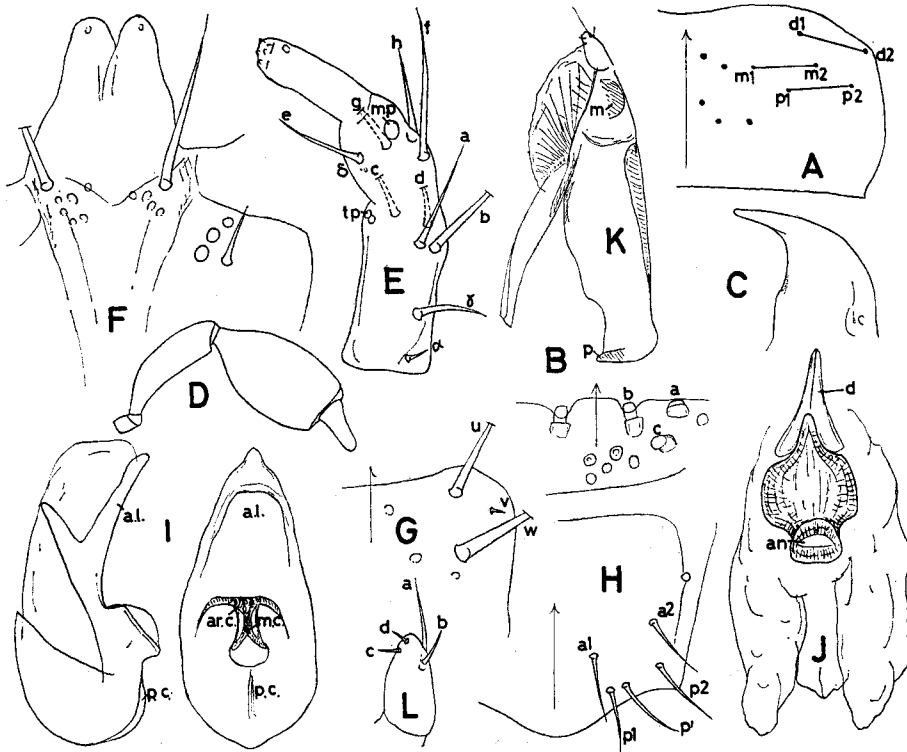 f
h
g
mp
e
a
δ
c
d
b
tp
E
γ
α
F
D
m
K
p
B
d1
d2
m1
m2
p1
p2
A
C
c
d
b
a
c
u
v
w
G
a
d
b
c
L
H
a2
a1
p2
p1
p'
an
J
a.l.
I
p.c.
a.l.
ar.c.
m.c.
p.c.